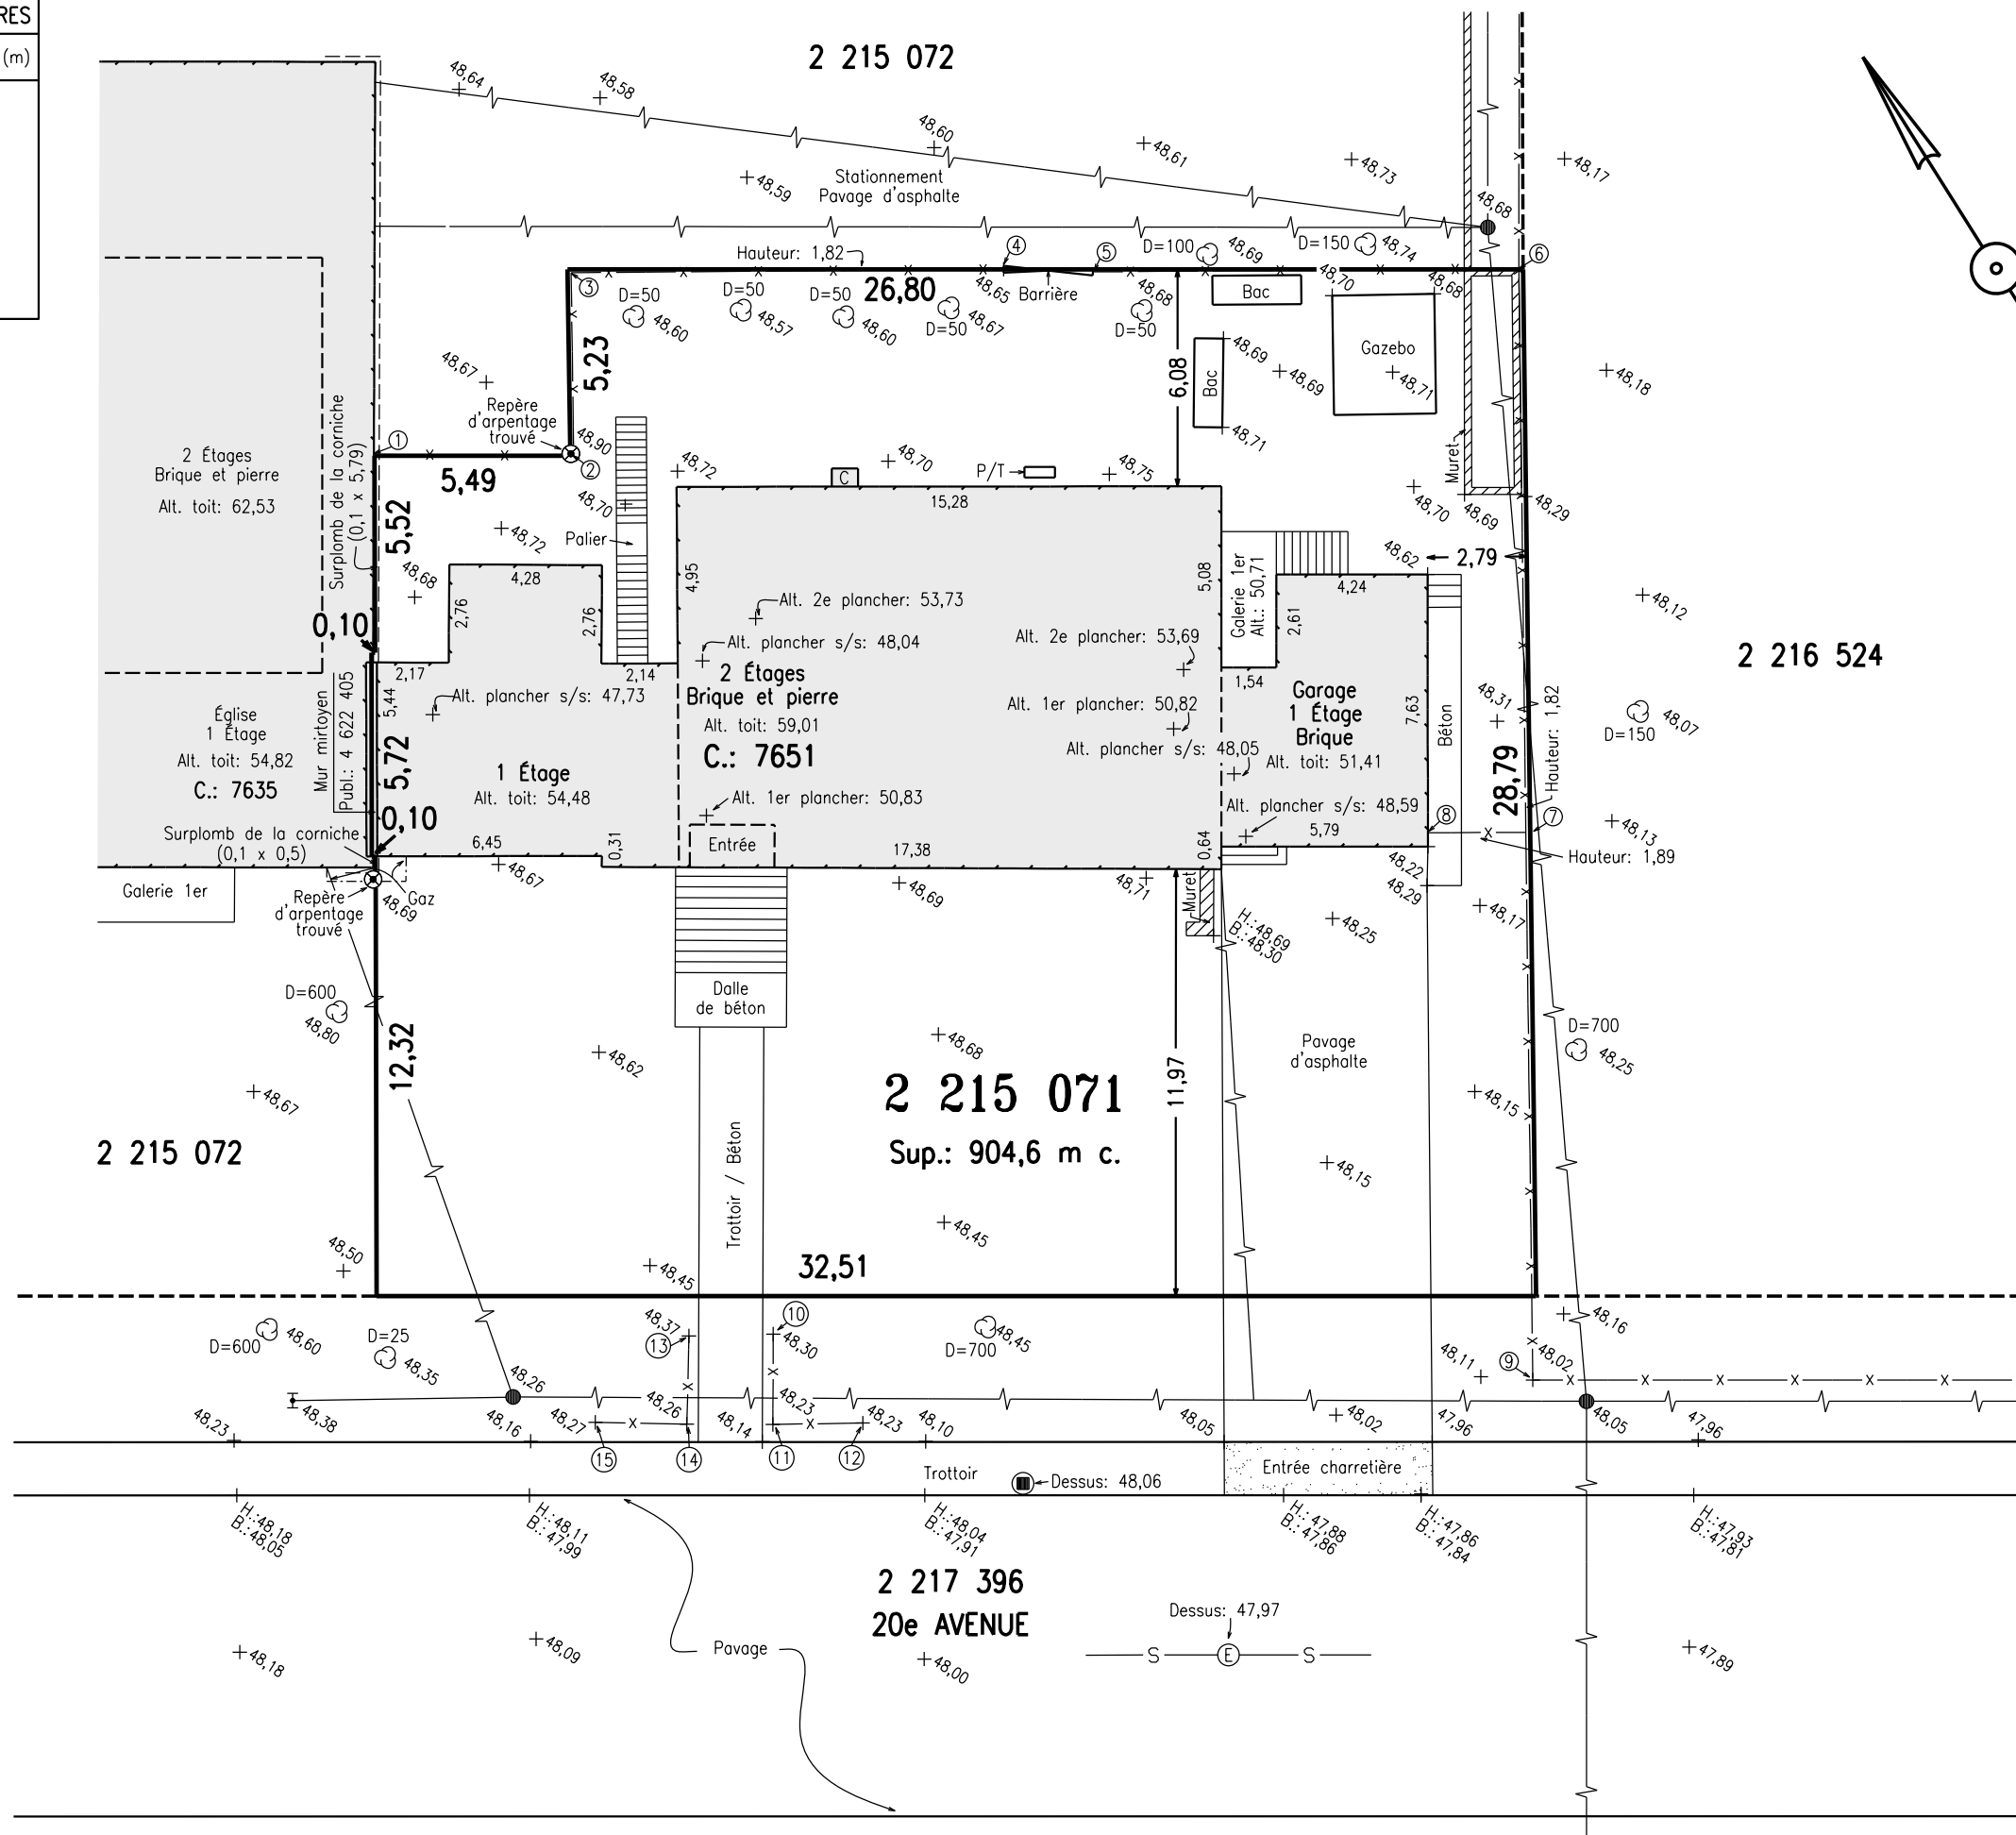 RES
(m)
2 215 072
48,64
48,58
48,60
48,61
48,73
48,17
48,59
Stationnement
Pavage d'asphalte
48,68
Hauteur: 1,82
4
5
D=100
48,69
D=150
48,74
6
3
26,80
48,65
Barrière
48,68
48,70
48,68
Bac
D=50
48,60
D=50
48,57
D=50
48,60
D=50
48,67
D=50
5,23
6,08
Bac
48,69
48,69
Gazebo
48,71
48,18
48,67
Repère
d'arpentage
trouvé
48,90
1
2
5,49
48,71
Muret
2 Étages
Brique et pierre
Alt. toit: 62,53
Surplomb de la corniche
(0,1 x 5,79)
5,52
48,72
C
48,70
P/T
48,75
15,28
48,70
48,69
48,29
48,70
48,72
Palier
48,68
4,28
2,76
2,76
4,95
5,08
Galerie 1er
Alt.: 50,71
48,62
2,79
4,24
2,61
48,12
0,10
Alt. 2e plancher: 53,73
Alt. plancher s/s: 48,04
Alt. 2e plancher: 53,69
2 216 524
2,17
2,14
2 Étages
Brique et pierre
Alt. toit: 59,01
C.: 7651
Alt. plancher s/s: 47,73
1,54
Garage
1 Étage
Brique
Alt. toit: 51,41
7,63
Béton
48,31
D=150
48,07
Église
1 Étage
Alt. toit: 54,82
C.: 7635
Mur mirtoyen
Publ.: 4 622 405
5,44
5,72
Alt. 1er plancher: 50,82
Alt. plancher s/s: 48,05
1 Étage
Alt. toit: 54,48
28,79
Hauteur: 1,82
0,10
Alt. 1er plancher: 50,83
Alt. plancher s/s: 48,59
8
7
48,13
Surplomb de la corniche
(0,1 x 0,5)
6,45
0,31
Entrée
17,38
0,64
5,79
Hauteur: 1,89
Galerie 1er
Repère
d'arpentage
trouvé
48,69
Gaz
48,67
48,69
48,71
Muret
48,22
48,29
H.:48,69
B.:48,30
48,25
48,17
D=600
48,80
Dalle
de béton
12,32
48,62
48,68
11,97
Pavage
d'asphalte
D=700
48,25
48,67
2 215 071
48,15
2 215 072
Sup.: 904,6 m c.
Trottoir / Béton
48,15
48,50
48,45
48,45
32,51
D=600
48,60
D=25
48,35
48,37
13
10
48,30
D=700
48,45
48,16
48,11
9
48,02
48,23
48,38
48,26
48,16
48,27
48,26
48,14
48,23
48,23
48,10
48,05
48,02
47,96
48,05
47,96
15
14
11
12
Trottoir
Dessus: 48,06
Entrée charretière
H.:48,18
B.:48,05
H.:48,11
B.:47,99
H.:48,04
B.:47,91
H.:47,88
B.:47,86
H.:47,86
B.:47,84
H.:47,93
B.:47,81
2 217 396
20e AVENUE
Dessus: 47,97
S
E
S
48,18
48,09
Pavage
48,00
47,89